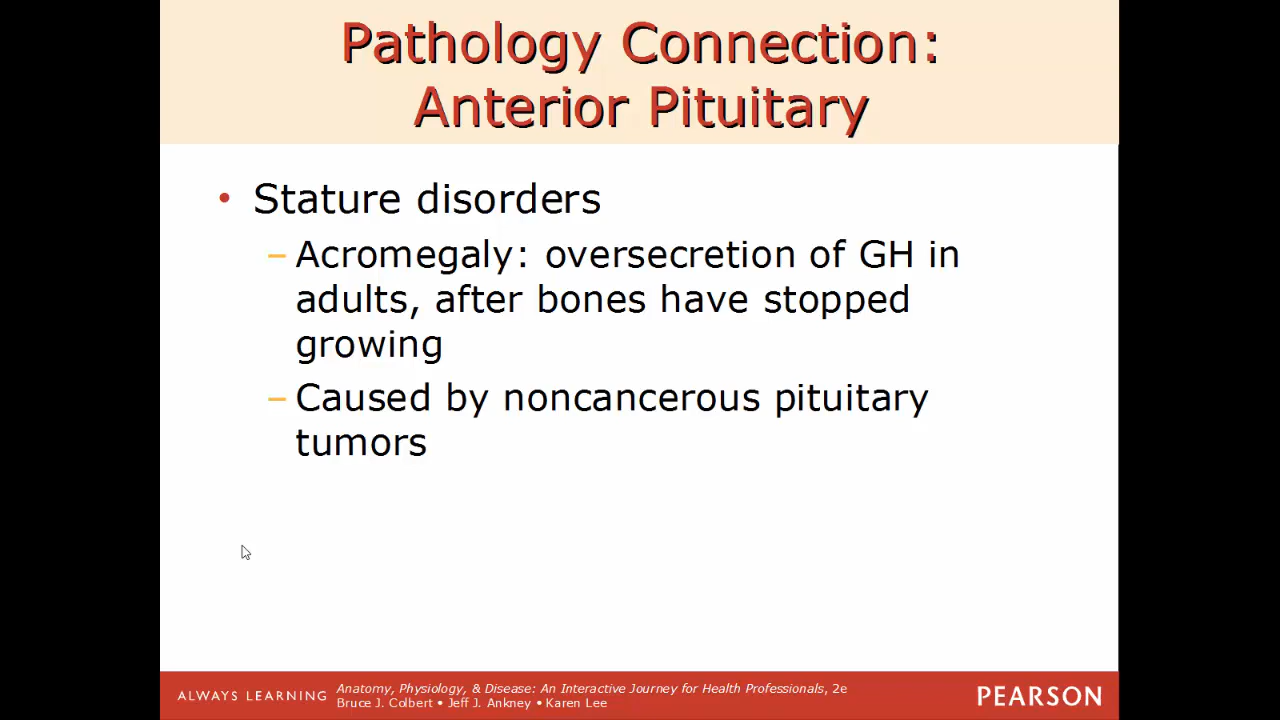 Pathology Connection:
Anterior Pituitary
• Stature disorders
– Acromegaly: oversecretion of GH in
adults, after bones have stopped
growing
– Caused by noncancerous pituitary
tumors
ALWAYS LEARNING
Anatomy, Physiology, & Disease: An Interactive Journey for Health Professionals, 2e
Bruce J. Colbert • Jeff J. Ankney • Karen Lee
PEARSON